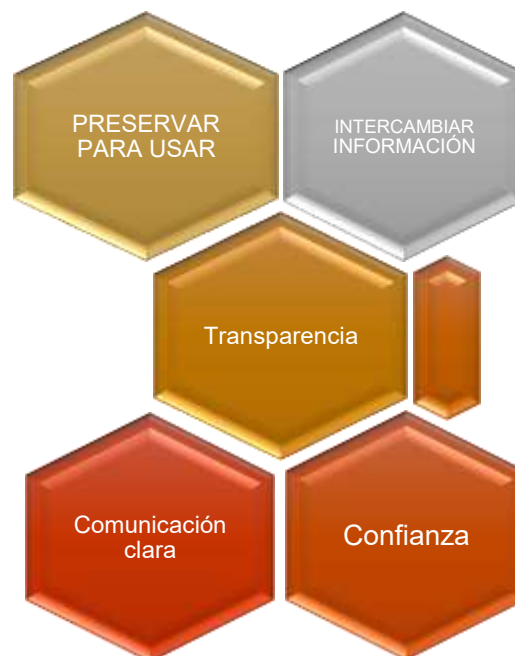 PRESERVAR
PARA USAR
INTERCAMBIAR
INFORMACIÓN
Transparencia
Comunicación
clara
Confianza